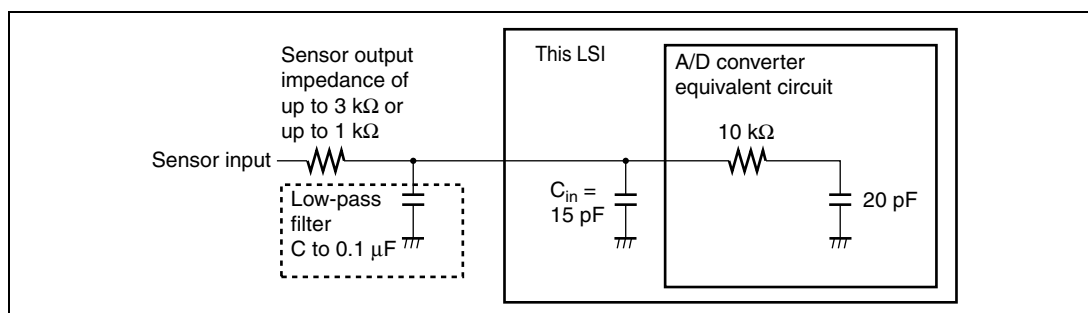 Sensor output
impedance of
up to 3 kΩ or
up to 1 kΩ
Sensor input
Low-pass
filter
C to 0.1 μF
This LSI
C_in =
15 pF
A/D converter
equivalent circuit
10 kΩ
20 pF